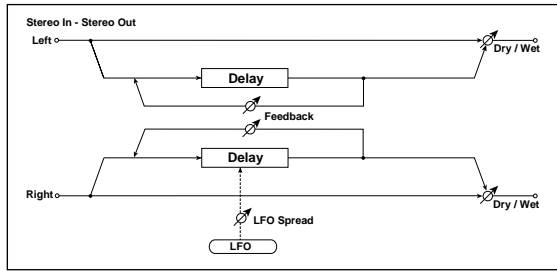 Stereo In - Stereo Out
Left
Dry / Wet
Delay
Feedback
Delay
Right
Dry / Wet
LFO Spread
LFO